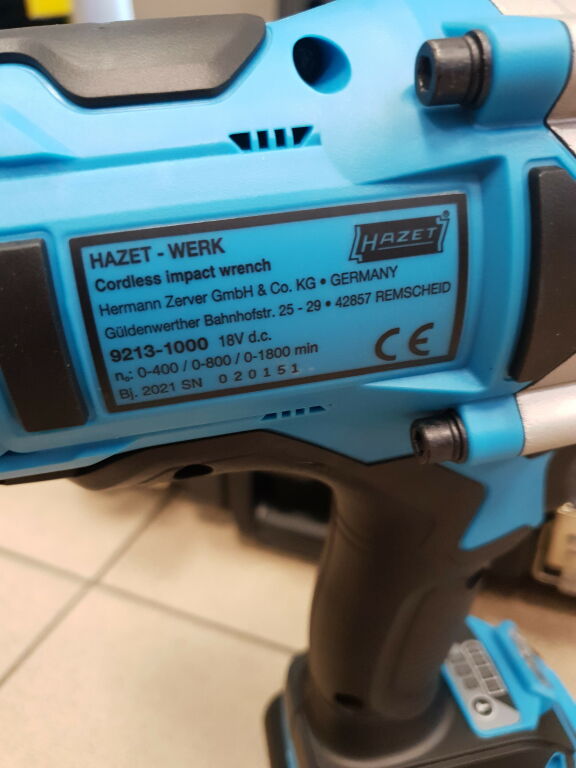 HAZET - WERK
HAZET®
Cordless impact wrench
Hermann Zerver GmbH & Co. KG • GERMANY
Güldenwerther Bahnhofstr. 25 - 29 • 42857 REMSCHEID
9213-1000 18V d.c.
n₀: 0-400 / 0-800 / 0-1800 min
Bj. 2021 SN 020151
CE